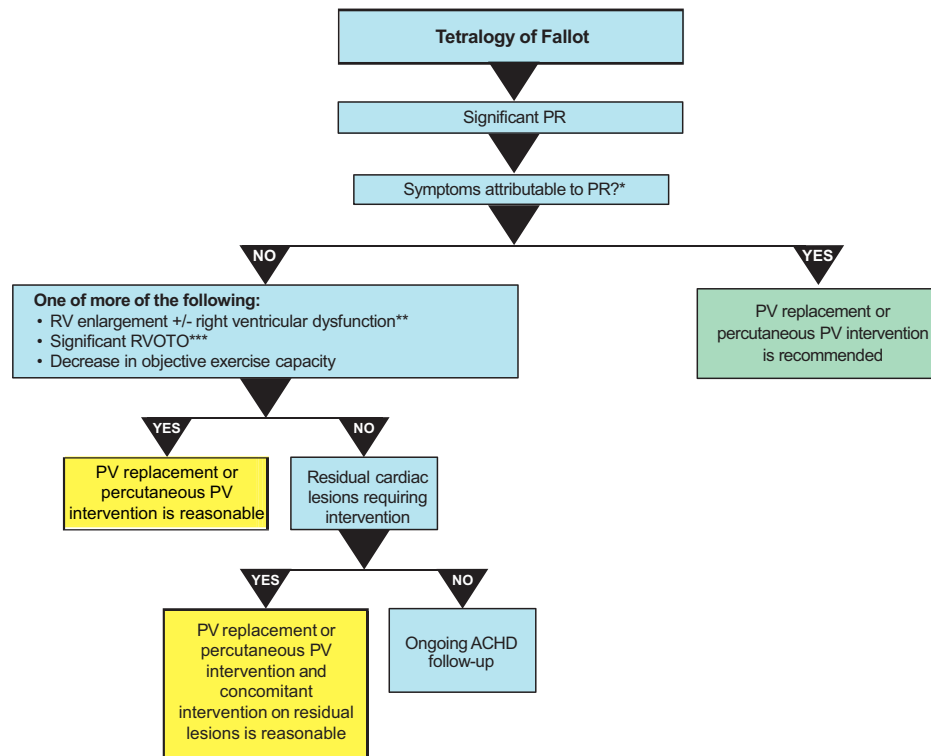 Tetralogy of Fallot
Significant PR
Symptoms attributable to PR?*
NO
YES
One of more of the following:
• RV enlargement +/- right ventricular dysfunction**
• Significant RVOTO***
• Decrease in objective exercise capacity
PV replacement or
percutaneous PV intervention
is recommended
YES
NO
PV replacement or
percutaneous PV
intervention is reasonable
Residual cardiac
lesions requiring
intervention
YES
NO
PV replacement or
percutaneous PV
intervention and
concomitant
intervention on residual
lesions is reasonable
Ongoing ACHD
follow-up